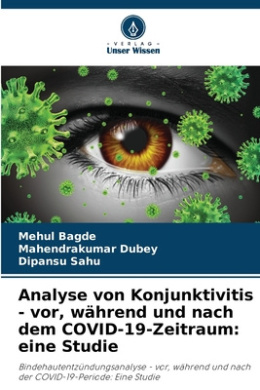 VERLAG
Unser Wissen
Mehul Bagde
Mahendrakumar Dubey
Dipansu Sahu
Analyse von Konjunktivitis
- vor, während und nach
dem COVID-19-Zeitraum:
eine Studie
Bindehautentzündungsanalyse - vor, während und nach
der COVID-19-Periode: Eine Studie